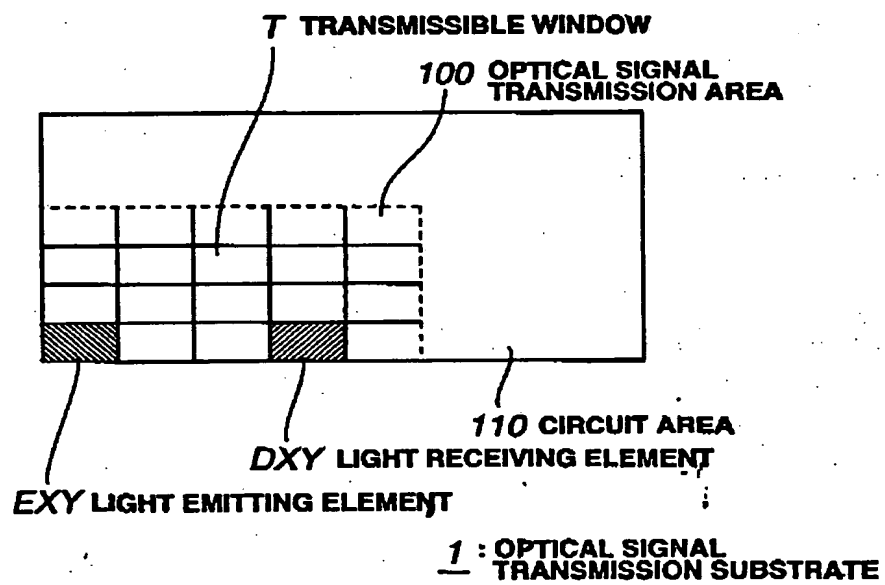 T TRANSMISSIBLE WINDOW
100 OPTICAL SIGNAL
TRANSMISSION AREA
110 CIRCUIT AREA
DXY LIGHT RECEIVING ELEMENT
EXY LIGHT EMITTING ELEMENT
1 : OPTICAL SIGNAL
TRANSMISSION SUBSTRATE